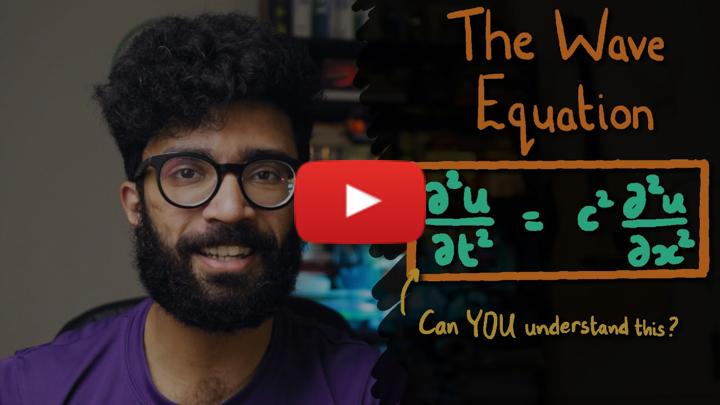 The Wave
Equation
∂²u/∂t² = c² ∂²u/∂x²
Can YOU understand this?